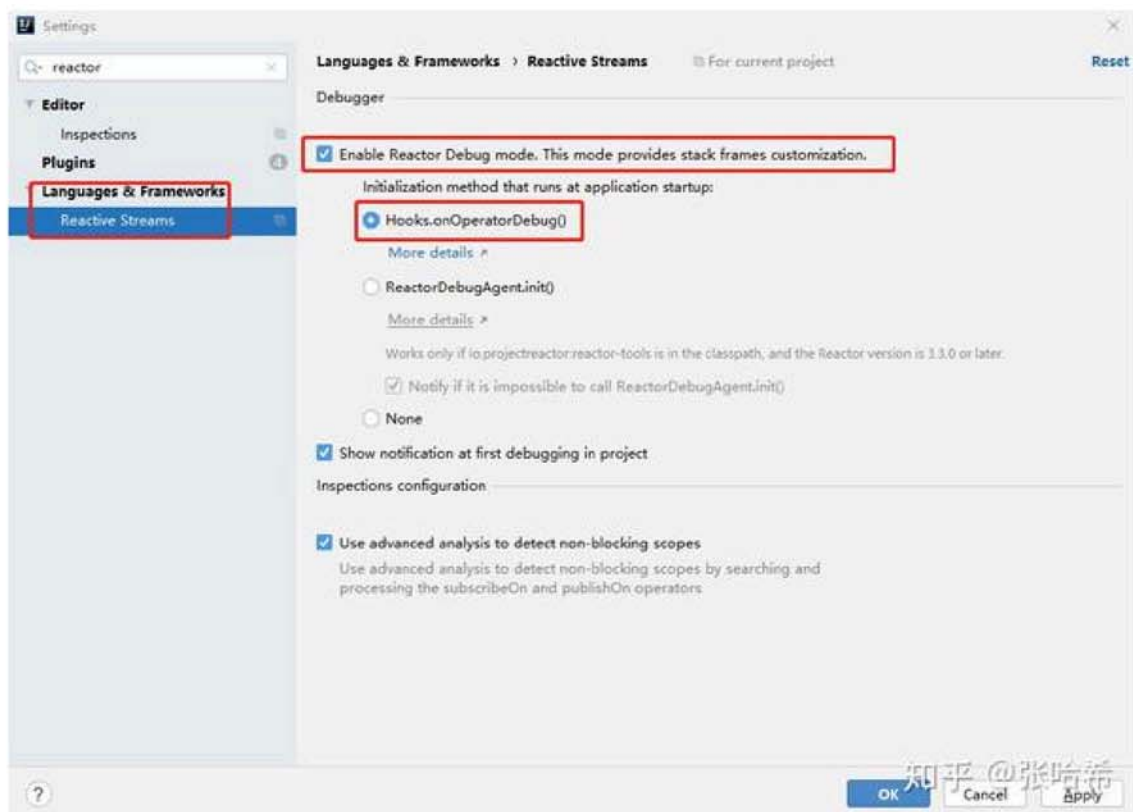 Settings
reactor
Editor
Inspections
Plugins
Languages & Frameworks
Reactive Streams
Languages & Frameworks › Reactive Streams
For current project
Reset
Debugger
Enable Reactor Debug mode. This mode provides stack frames customization.
Initialization method that runs at application startup:
Hooks.onOperatorDebug()
More details ↗
ReactorDebugAgent.init()
More details ↗
Works only if io.projectreactor:reactor-tools is in the classpath, and the Reactor version is 3.3.0 or later.
Notify if it is impossible to call ReactorDebugAgent.init()
None
Show notification at first debugging in project
Inspections configuration
Use advanced analysis to detect non-blocking scopes
Use advanced analysis to detect non-blocking scopes by searching and
processing the subscribeOn and publishOn operators
?
OK
Cancel
Apply
知乎 @张哈希